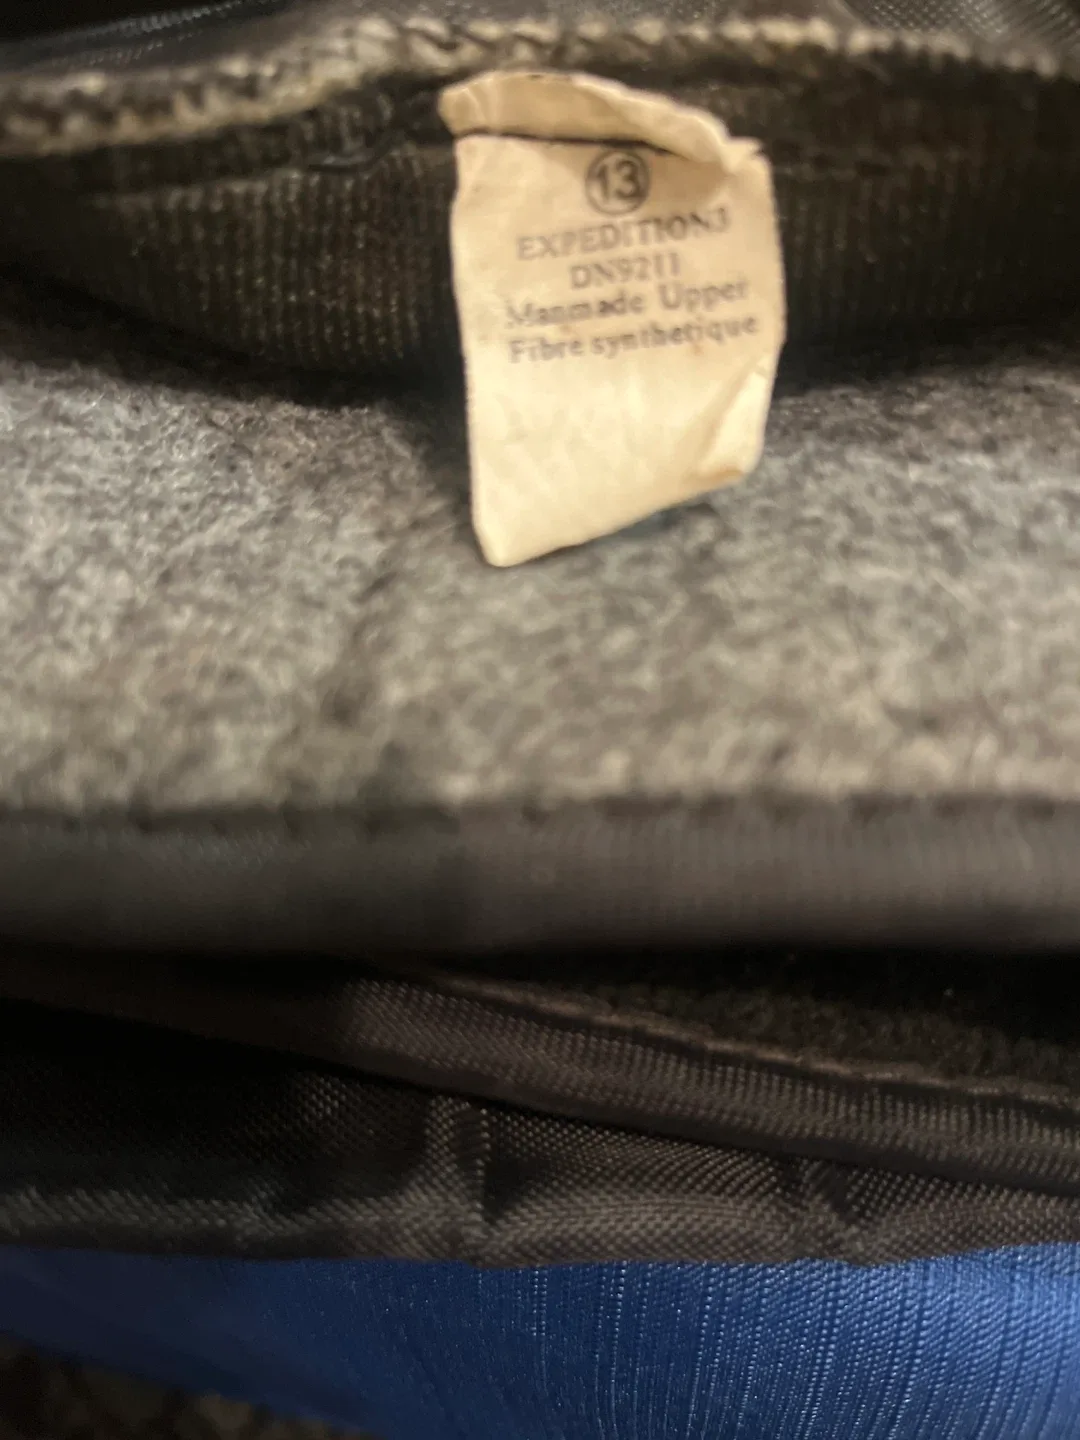 13
EXPEDITION3
DN9211
Manmade Upper
Fibre synthetique